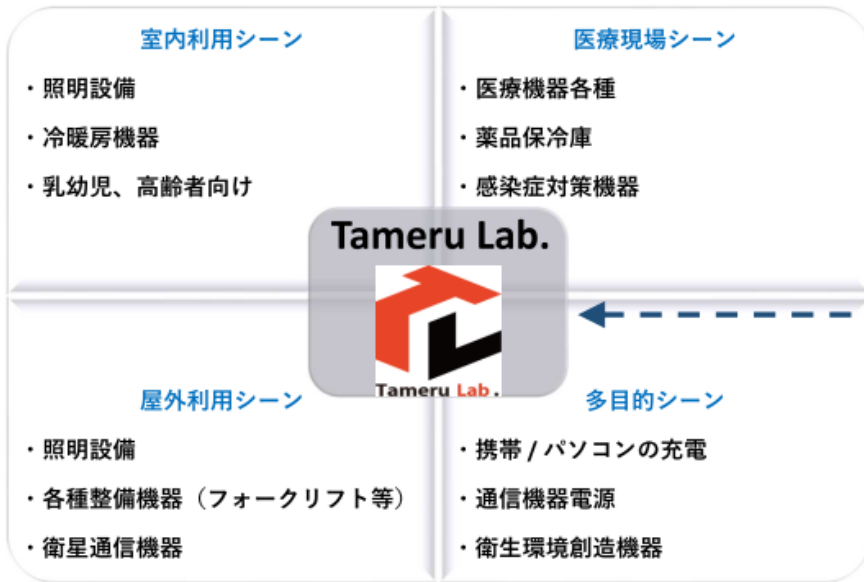 室内利用シーン
・照明設備
・冷暖房機器
・乳幼児、高齢者向け
医療現場シーン
・医療機器各種
・薬品保冷庫
・感染症対策機器
Tameru Lab.
Tameru Lab.
屋外利用シーン
・照明設備
・各種整備機器（フォークリフト等）
・衛星通信機器
多目的シーン
・携帯 / パソコンの充電
・通信機器電源
・衛生環境創造機器